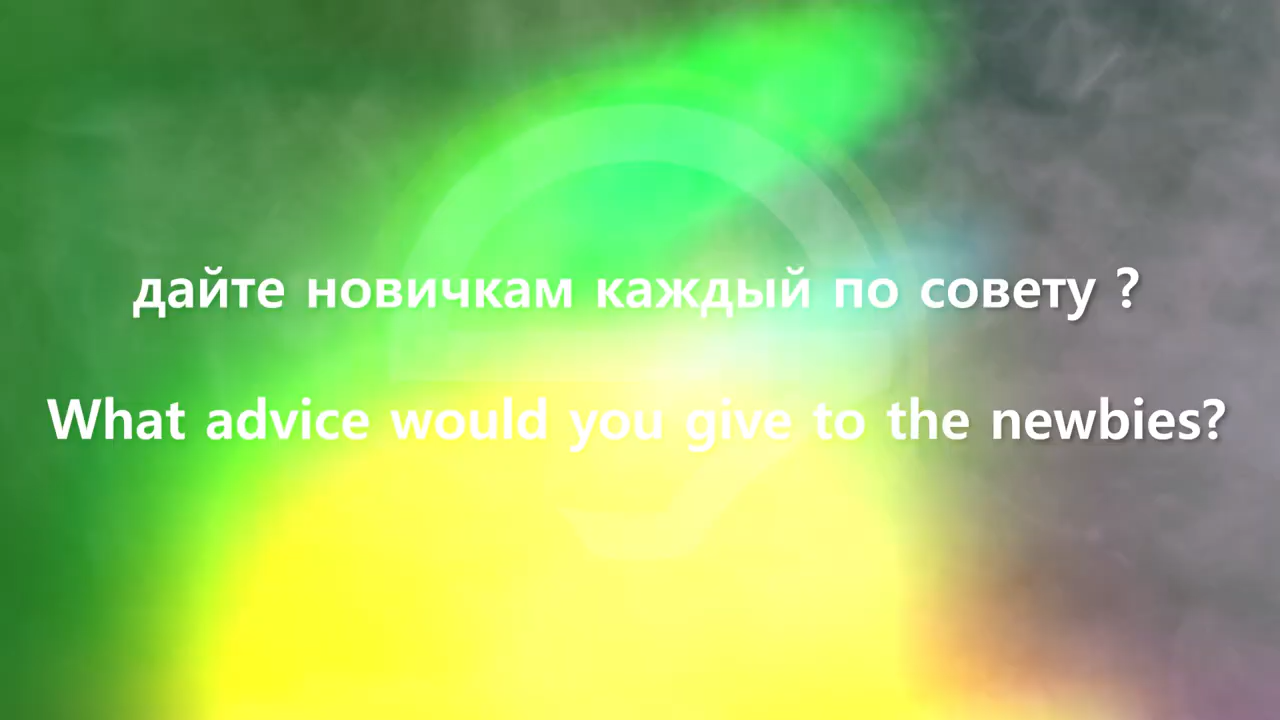 дайте новичкам каждый по совету ?
What advice would you give to the newbies?